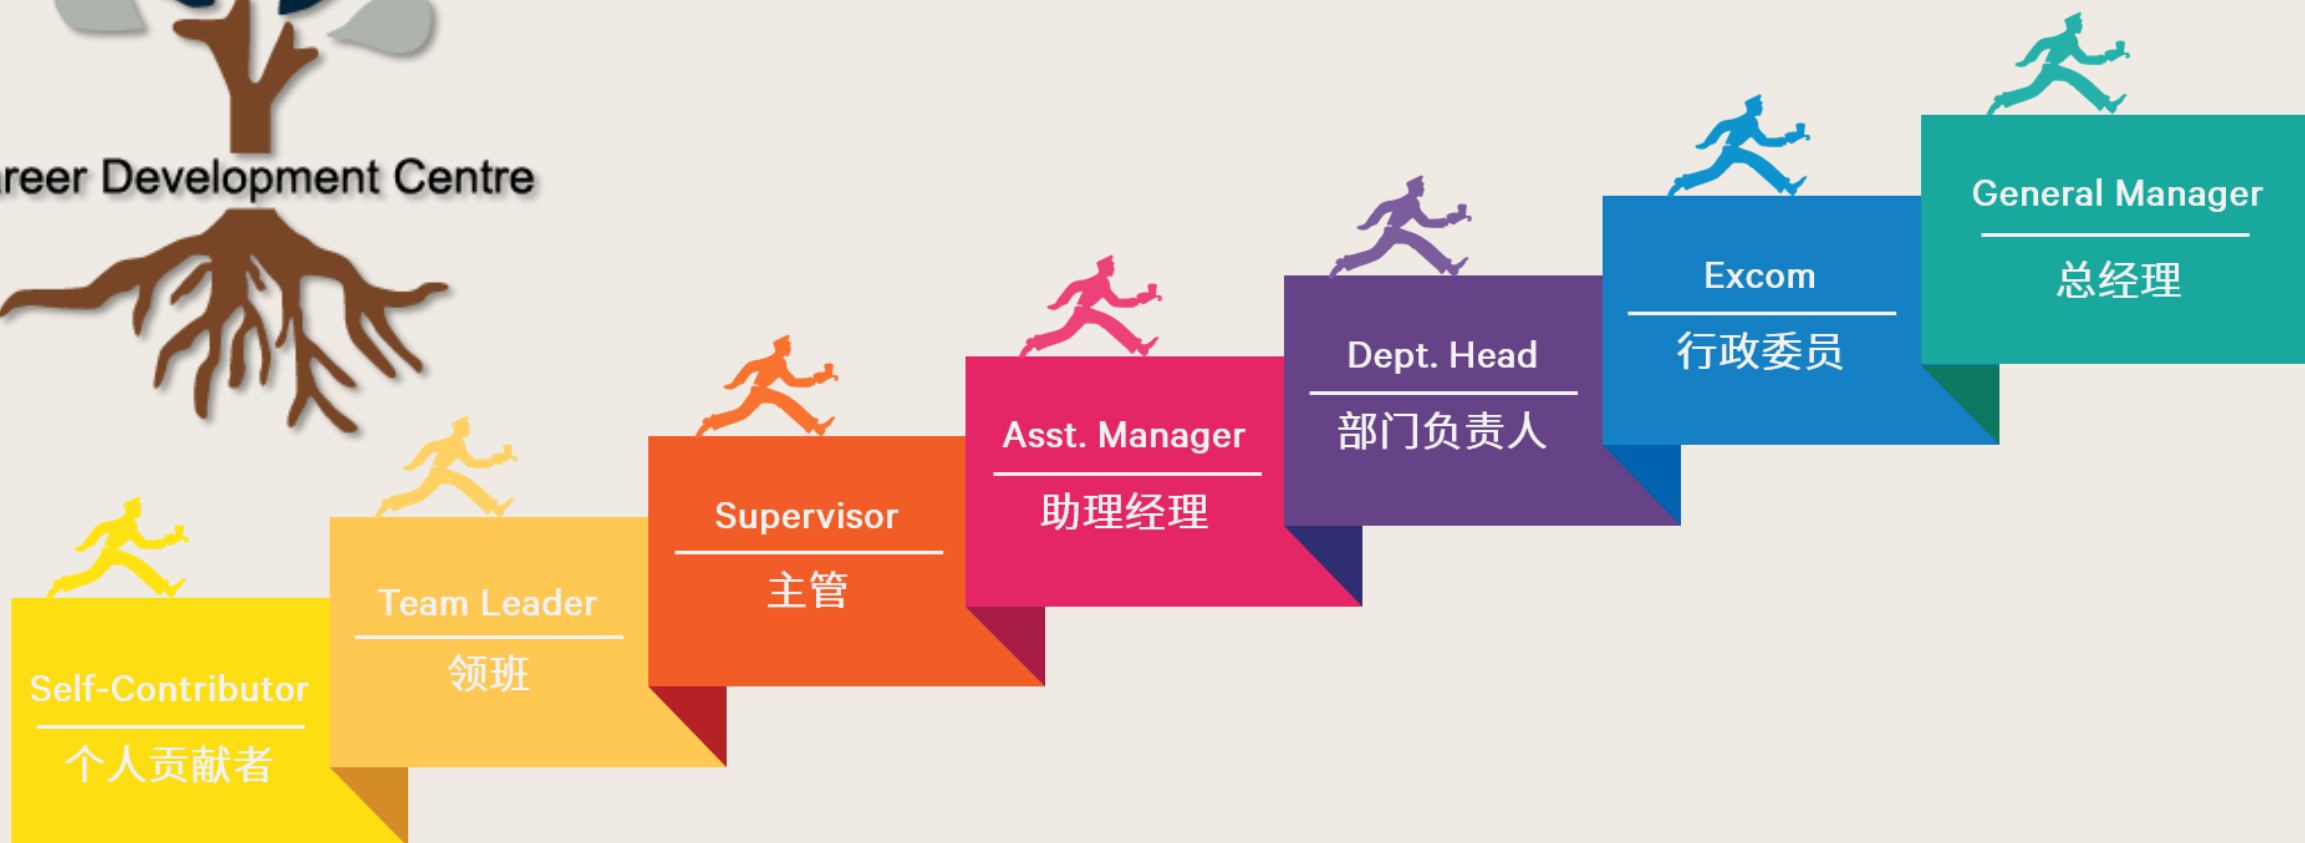 areer Development Centre
Self-Contributor
个人贡献者
Team Leader
领班
Supervisor
主管
Asst. Manager
助理经理
Dept. Head
部门负责人
Excom
行政委员
General Manager
总经理